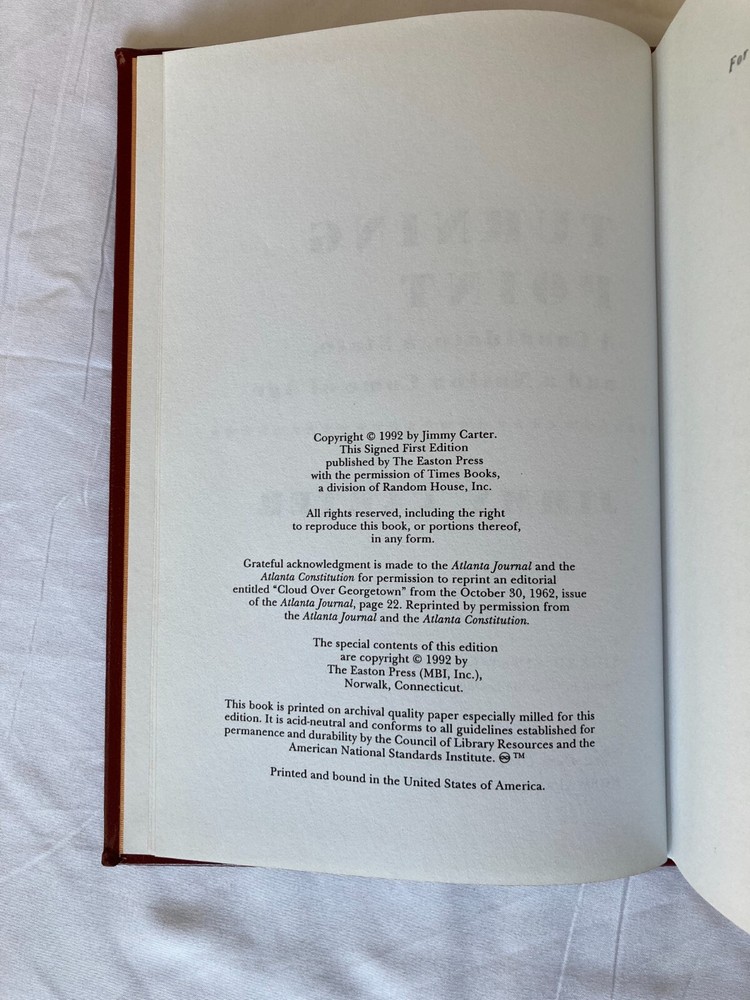 Copyright © 1992 by Jimmy Carter.
This Signed First Edition
published by The Easton Press
with the permission of Times Books,
a division of Random House, Inc.
All rights reserved, including the right
to reproduce this book, or portions thereof,
in any form.
Grateful acknowledgment is made to the Atlanta Journal and the
Atlanta Constitution for permission to reprint an editorial
entitled “Cloud Over Georgetown” from the October 30, 1962, issue
of the Atlanta Journal, page 22. Reprinted by permission from
the Atlanta Journal and the Atlanta Constitution.
The special contents of this edition
are copyright © 1992 by
The Easton Press (MBI, Inc.),
Norwalk, Connecticut.
This book is printed on archival quality paper especially milled for this
edition. It is acid-neutral and conforms to all guidelines established for
permanence and durability by the Council of Library Resources and the
American National Standards Institute. ♾™
Printed and bound in the United States of America.
For